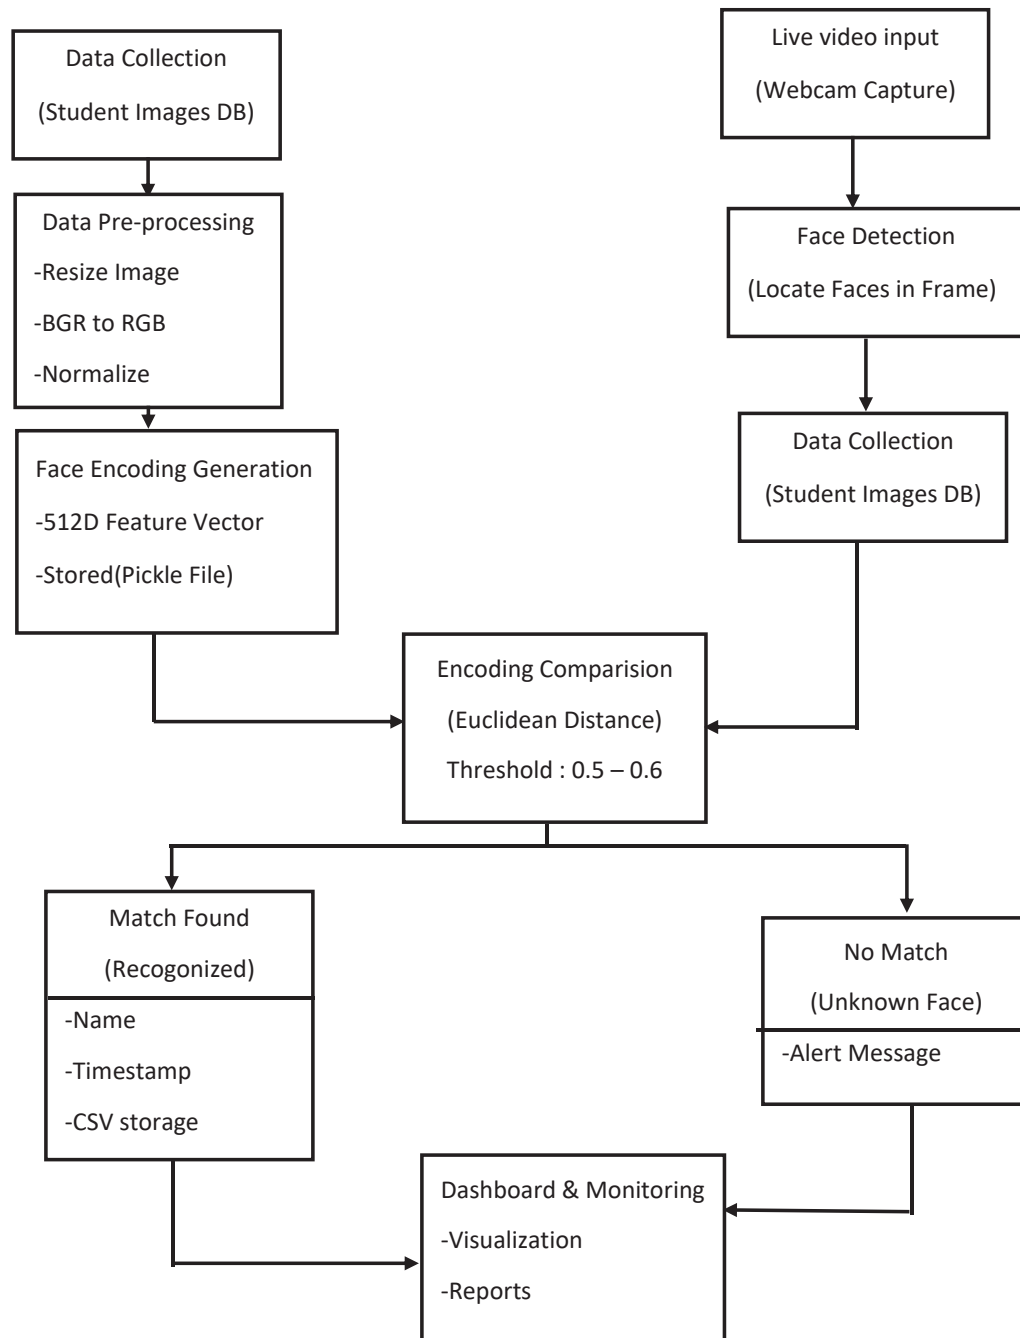 Data Collection
(Student Images DB)
Live video input
(Webcam Capture)
Data Pre-processing
-Resize Image
-BGR to RGB
-Normalize
Face Detection
(Locate Faces in Frame)
Face Encoding Generation
-512D Feature Vector
-Stored(Pickle File)
Data Collection
(Student Images DB)
Encoding Comparision
(Euclidean Distance)
Threshold : 0.5 – 0.6
Match Found
(Recogonized)
-Name
-Timestamp
-CSV storage
No Match
(Unknown Face)
-Alert Message
Dashboard & Monitoring
-Visualization
-Reports